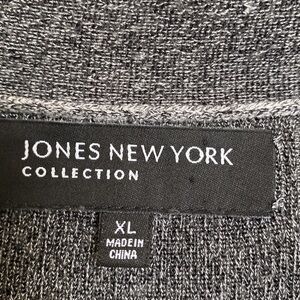 JONES NEW YORK
COLLECTION
XL
MADE IN
CHINA